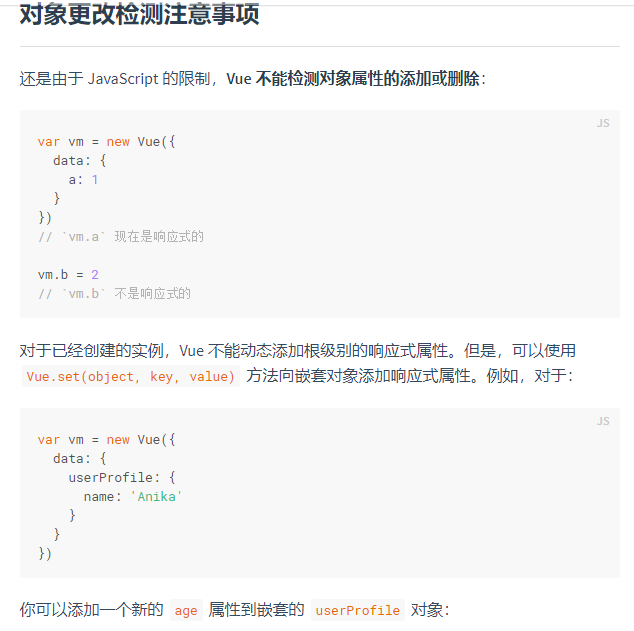 对象更改检测注意事项
还是由于 JavaScript 的限制，Vue 不能检测对象属性的添加或删除：
JS
var vm = new Vue({
  data: {
    a: 1
  }
})
// `vm.a` 现在是响应式的

vm.b = 2
// `vm.b` 不是响应式的
对于已经创建的实例，Vue 不能动态添加根级别的响应式属性。但是，可以使用
Vue.set(object, key, value) 方法向嵌套对象添加响应式属性。例如，对于：
JS
var vm = new Vue({
  data: {
    userProfile: {
      name: 'Anika'
    }
  }
})
你可以添加一个新的 age 属性到嵌套的 userProfile 对象：